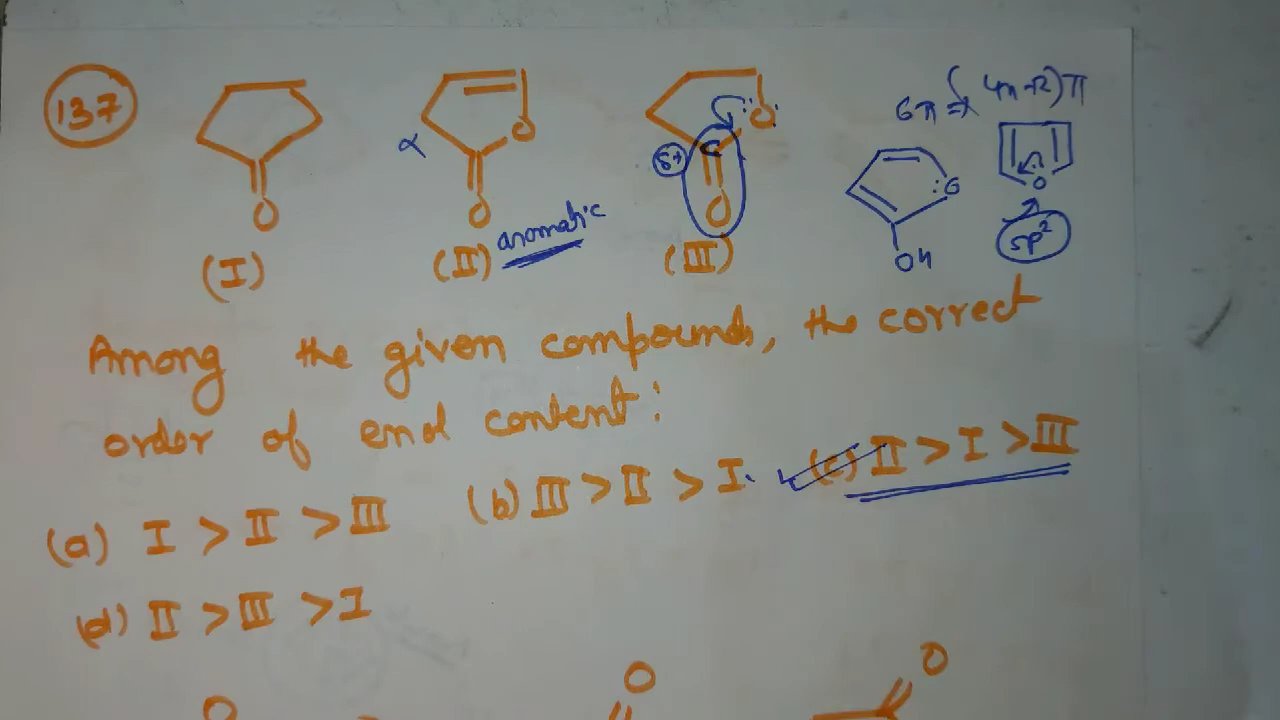 137
6π ⇒ (4n+2)π
α
δ+
C
O
O
O
O
O
:O:
:O
OH
sp²
(I)
(II) aromatic
(III)
Among the given compounds, the correct
order of enol content:
(a) I > II > III
(b) III > II > I.
(c) II > I > III
(d) II > III > I
O
O
O